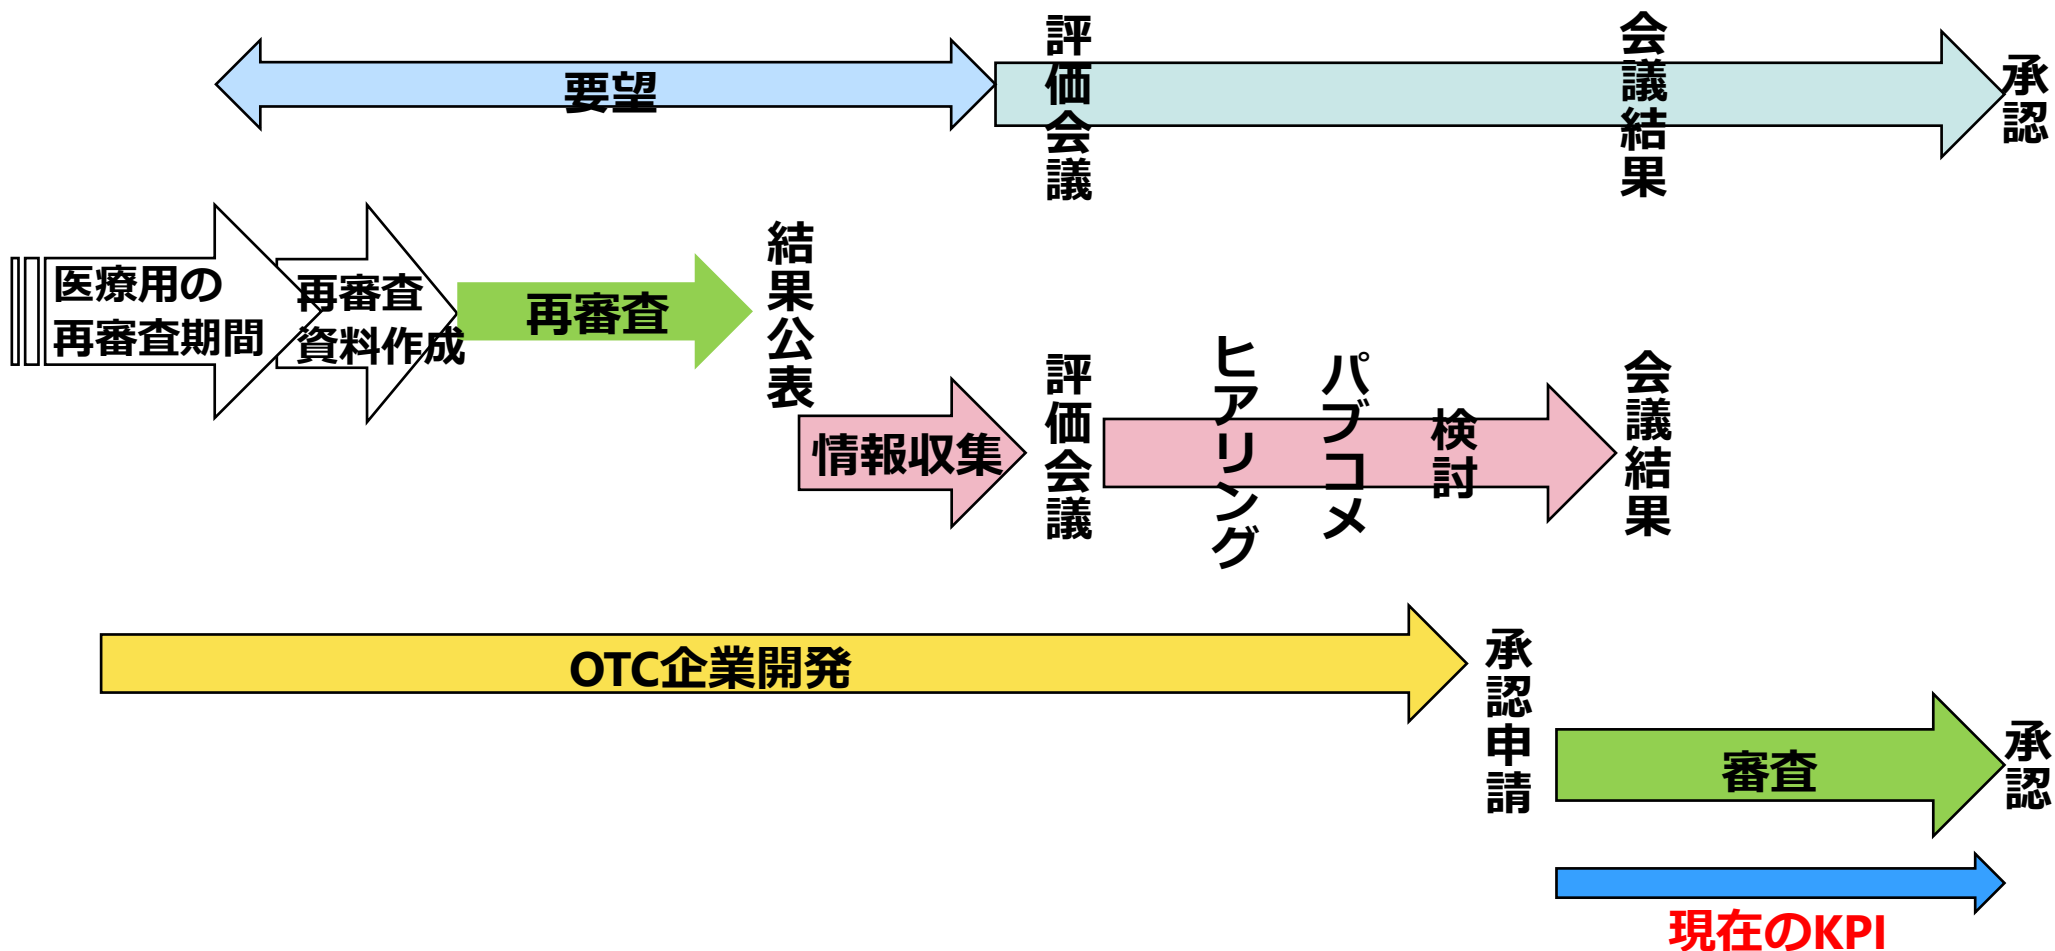 要望
評価会議
会議結果
承認
医療用の
再審査期間
再審査
資料作成
再審査
結果公表
情報収集
評価会議
ヒアリング
パブコメ
検討
会議結果
OTC企業開発
承認申請
審査
承認
現在のKPI